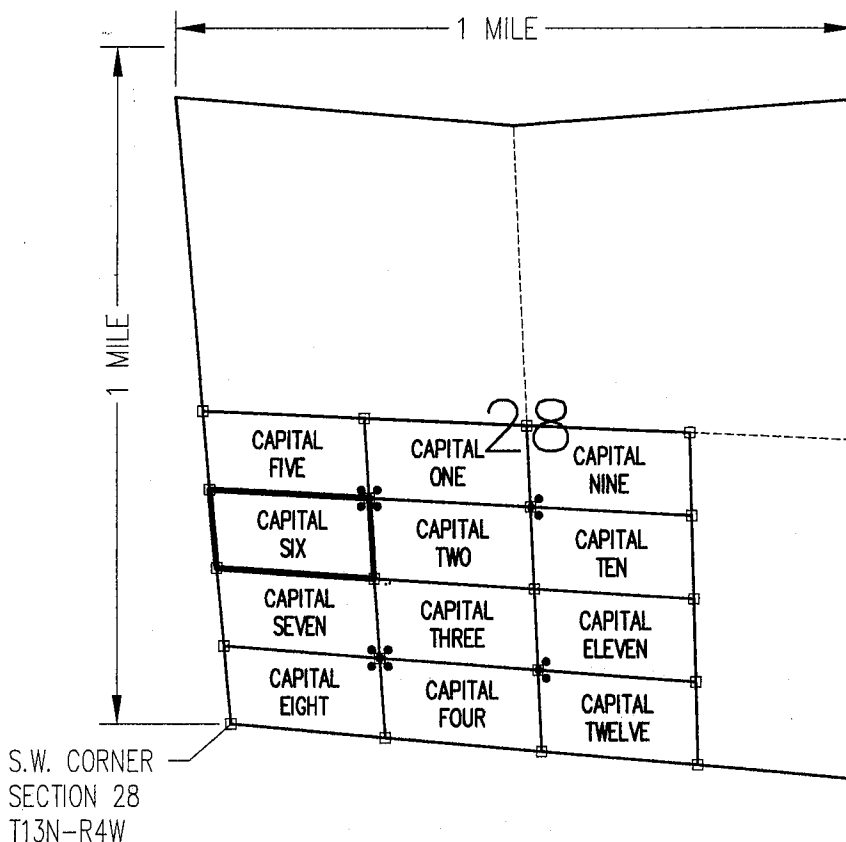 1 MILE
1 MILE
28
CAPITAL
FIVE
CAPITAL
ONE
CAPITAL
NINE
CAPITAL
SIX
CAPITAL
TWO
CAPITAL
TEN
CAPITAL
SEVEN
CAPITAL
THREE
CAPITAL
ELEVEN
CAPITAL
EIGHT
CAPITAL
FOUR
CAPITAL
TWELVE
S.W. CORNER
SECTION 28
T13N-R4W